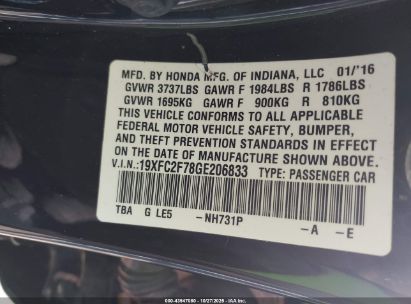 MFD. BY HONDA MFG. OF INDIANA, LLC 01/'16
GVWR 3737LBS GAWR F 1984LBS R 1786LBS
GVWR 1695KG GAWR F 900KG R 810KG
THIS VEHICLE CONFORMS TO ALL APPLICABLE
FEDERAL MOTOR VEHICLE SAFETY, BUMPER,
AND THEFT PREVENTION STANDARDS IN EFFECT
ON THE DATE OF MANUFACTURE SHOWN ABOVE.
V.I.N.: 19XFC2F78GE206833 TYPE: PASSENGER CAR
TBA G LE5 -NH731P -A -E